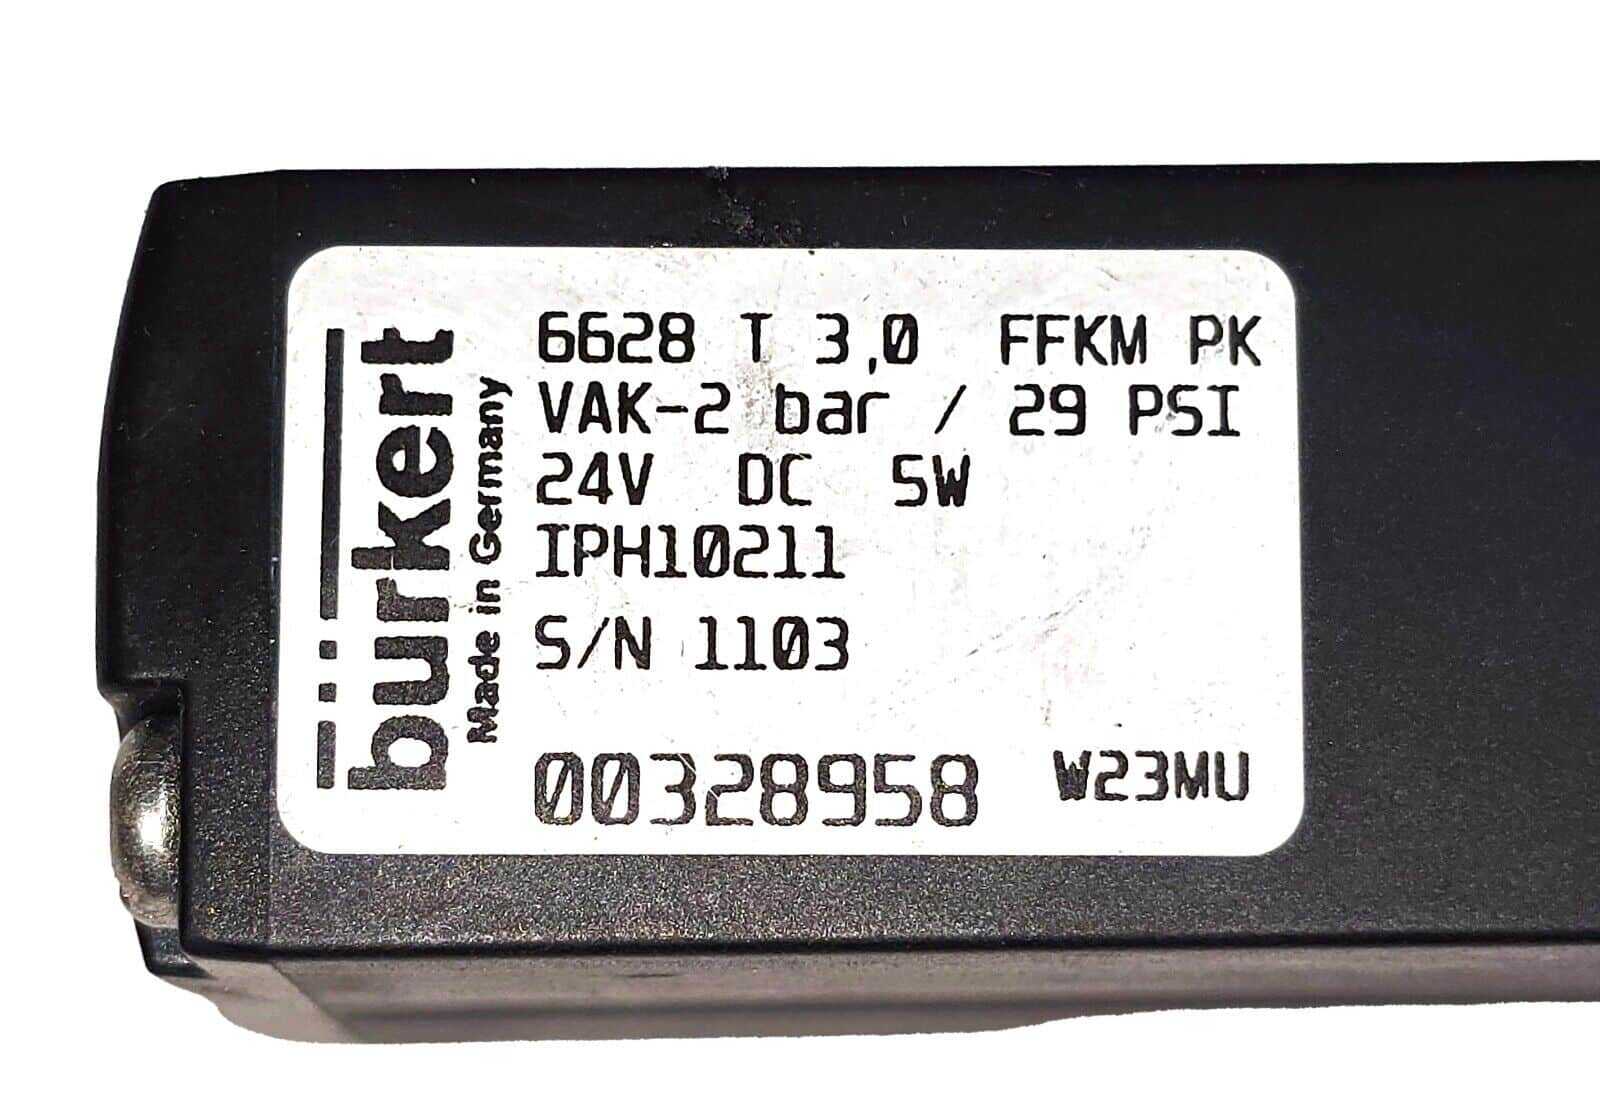 bürkert
Made in Germany
6628 T 3,0 FFKM PK
VAK-2 bar / 29 PSI
24V DC 5W
IPH10211
S/N 1103
00328958 W23MU